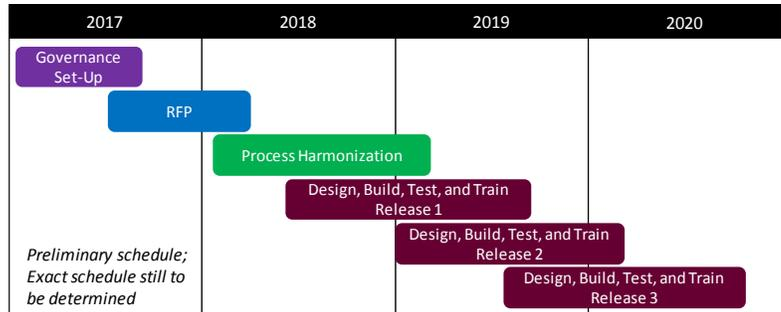 2017 2018 2019 2020
Governance
Set-Up
RFP
Process Harmonization
Design, Build, Test, and Train
Release 1
Design, Build, Test, and Train
Release 2
Design, Build, Test, and Train
Release 3
Preliminary schedule;
Exact schedule still to
be determined